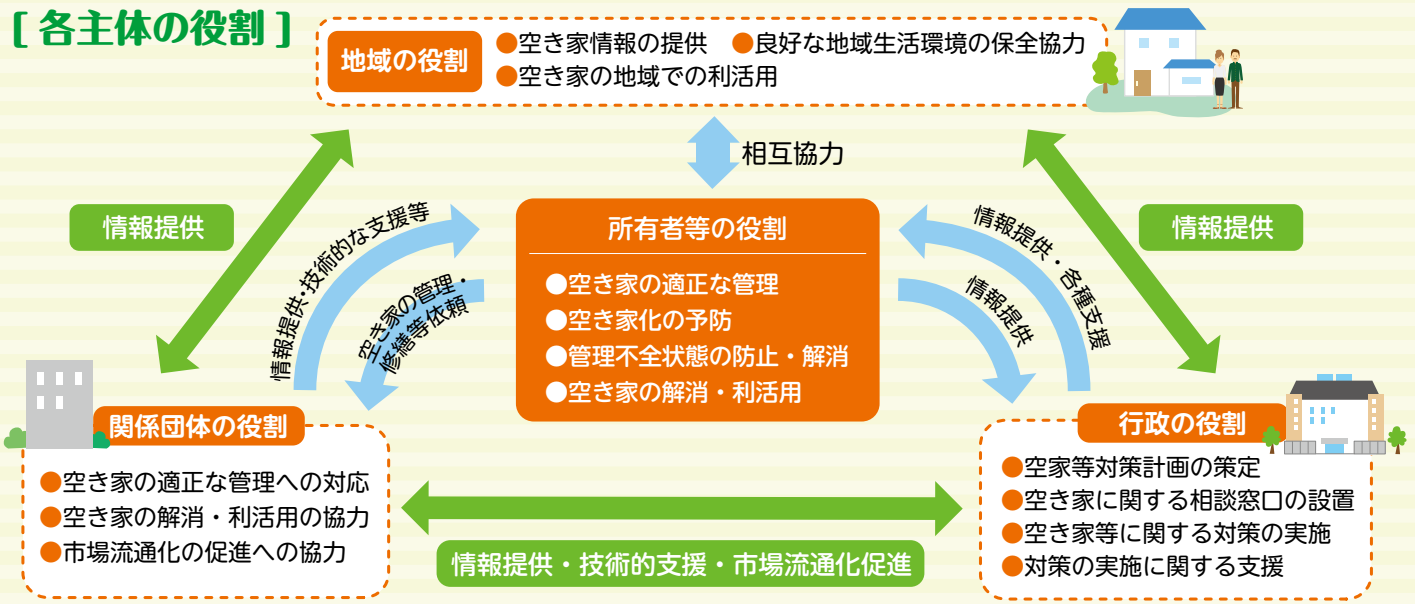 [ 各主体の役割 ]
地域の役割
●空き家情報の提供 ●良好な地域生活環境の保全協力
●空き家の地域での利活用
相互協力
情報提供
情報提供
情報提供・技術的な支援等
空き家の管理・
修繕等依頼
所有者等の役割
●空き家の適正な管理
●空き家化の予防
●管理不全状態の防止・解消
●空き家の解消・利活用
情報提供・各種支援
情報提供
関係団体の役割
●空き家の適正な管理への対応
●空き家の解消・利活用の協力
●市場流通化の促進への協力
情報提供・技術的支援・市場流通化促進
行政の役割
●空家等対策計画の策定
●空き家に関する相談窓口の設置
●空き家等に関する対策の実施
●対策の実施に関する支援